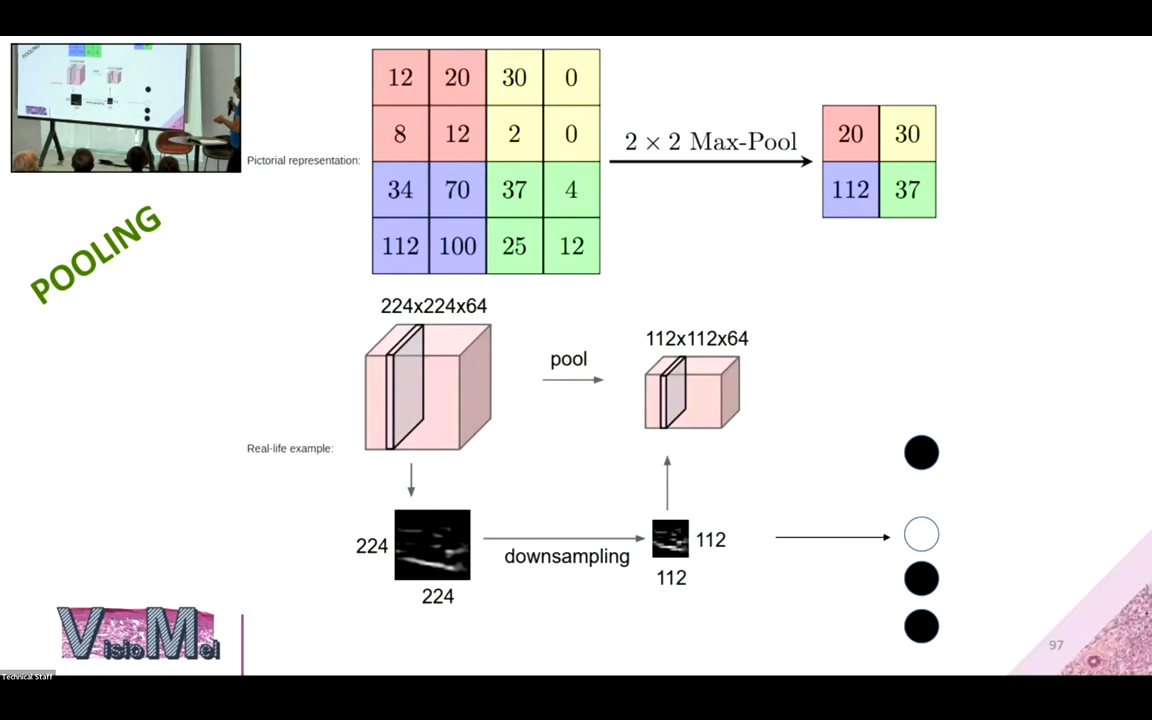 POOLING
Pictorial representation:
12 20 30 0
8 12 2 0
34 70 37 4
112 100 25 12
2 × 2 Max-Pool
20 30
112 37
224x224x64
pool
112x112x64
Real-life example:
224
224
downsampling
112
112
VisioMel
97
Technical Staff